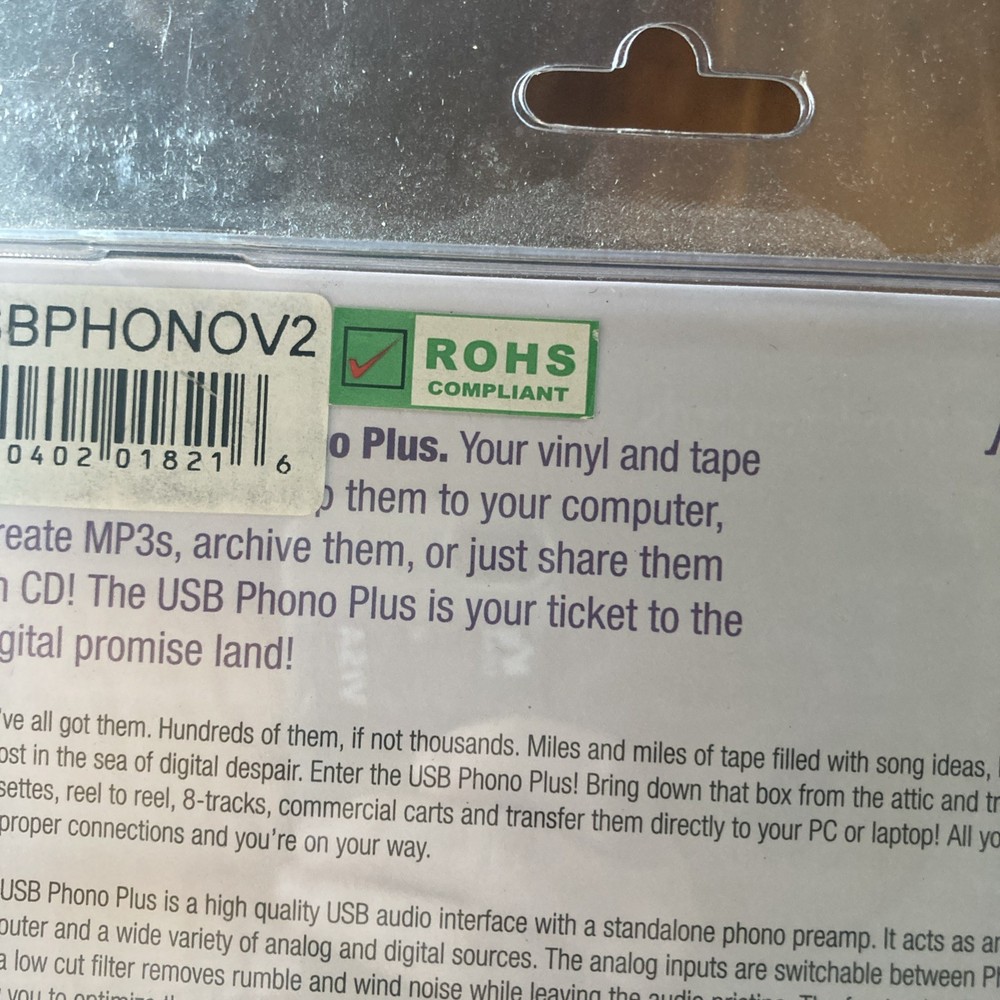 BPHONOV2
ROHS
COMPLIANT
0402 01821 6
o Plus. Your vinyl and tape
them to your computer,
reate MP3s, archive them, or just share them
n CD! The USB Phono Plus is your ticket to the
gital promise land!
've all got them. Hundreds of them, if not thousands. Miles and miles of tape filled with song ideas,
ost in the sea of digital despair. Enter the USB Phono Plus! Bring down that box from the attic and tr
settes, reel to reel, 8-tracks, commercial carts and transfer them directly to your PC or laptop! All yo
proper connections and you're on your way.
USB Phono Plus is a high quality USB audio interface with a standalone phono preamp. It acts as an
outer and a wide variety of analog and digital sources. The analog inputs are switchable between
a low cut filter removes rumble and wind noise while leaving the audio
you to